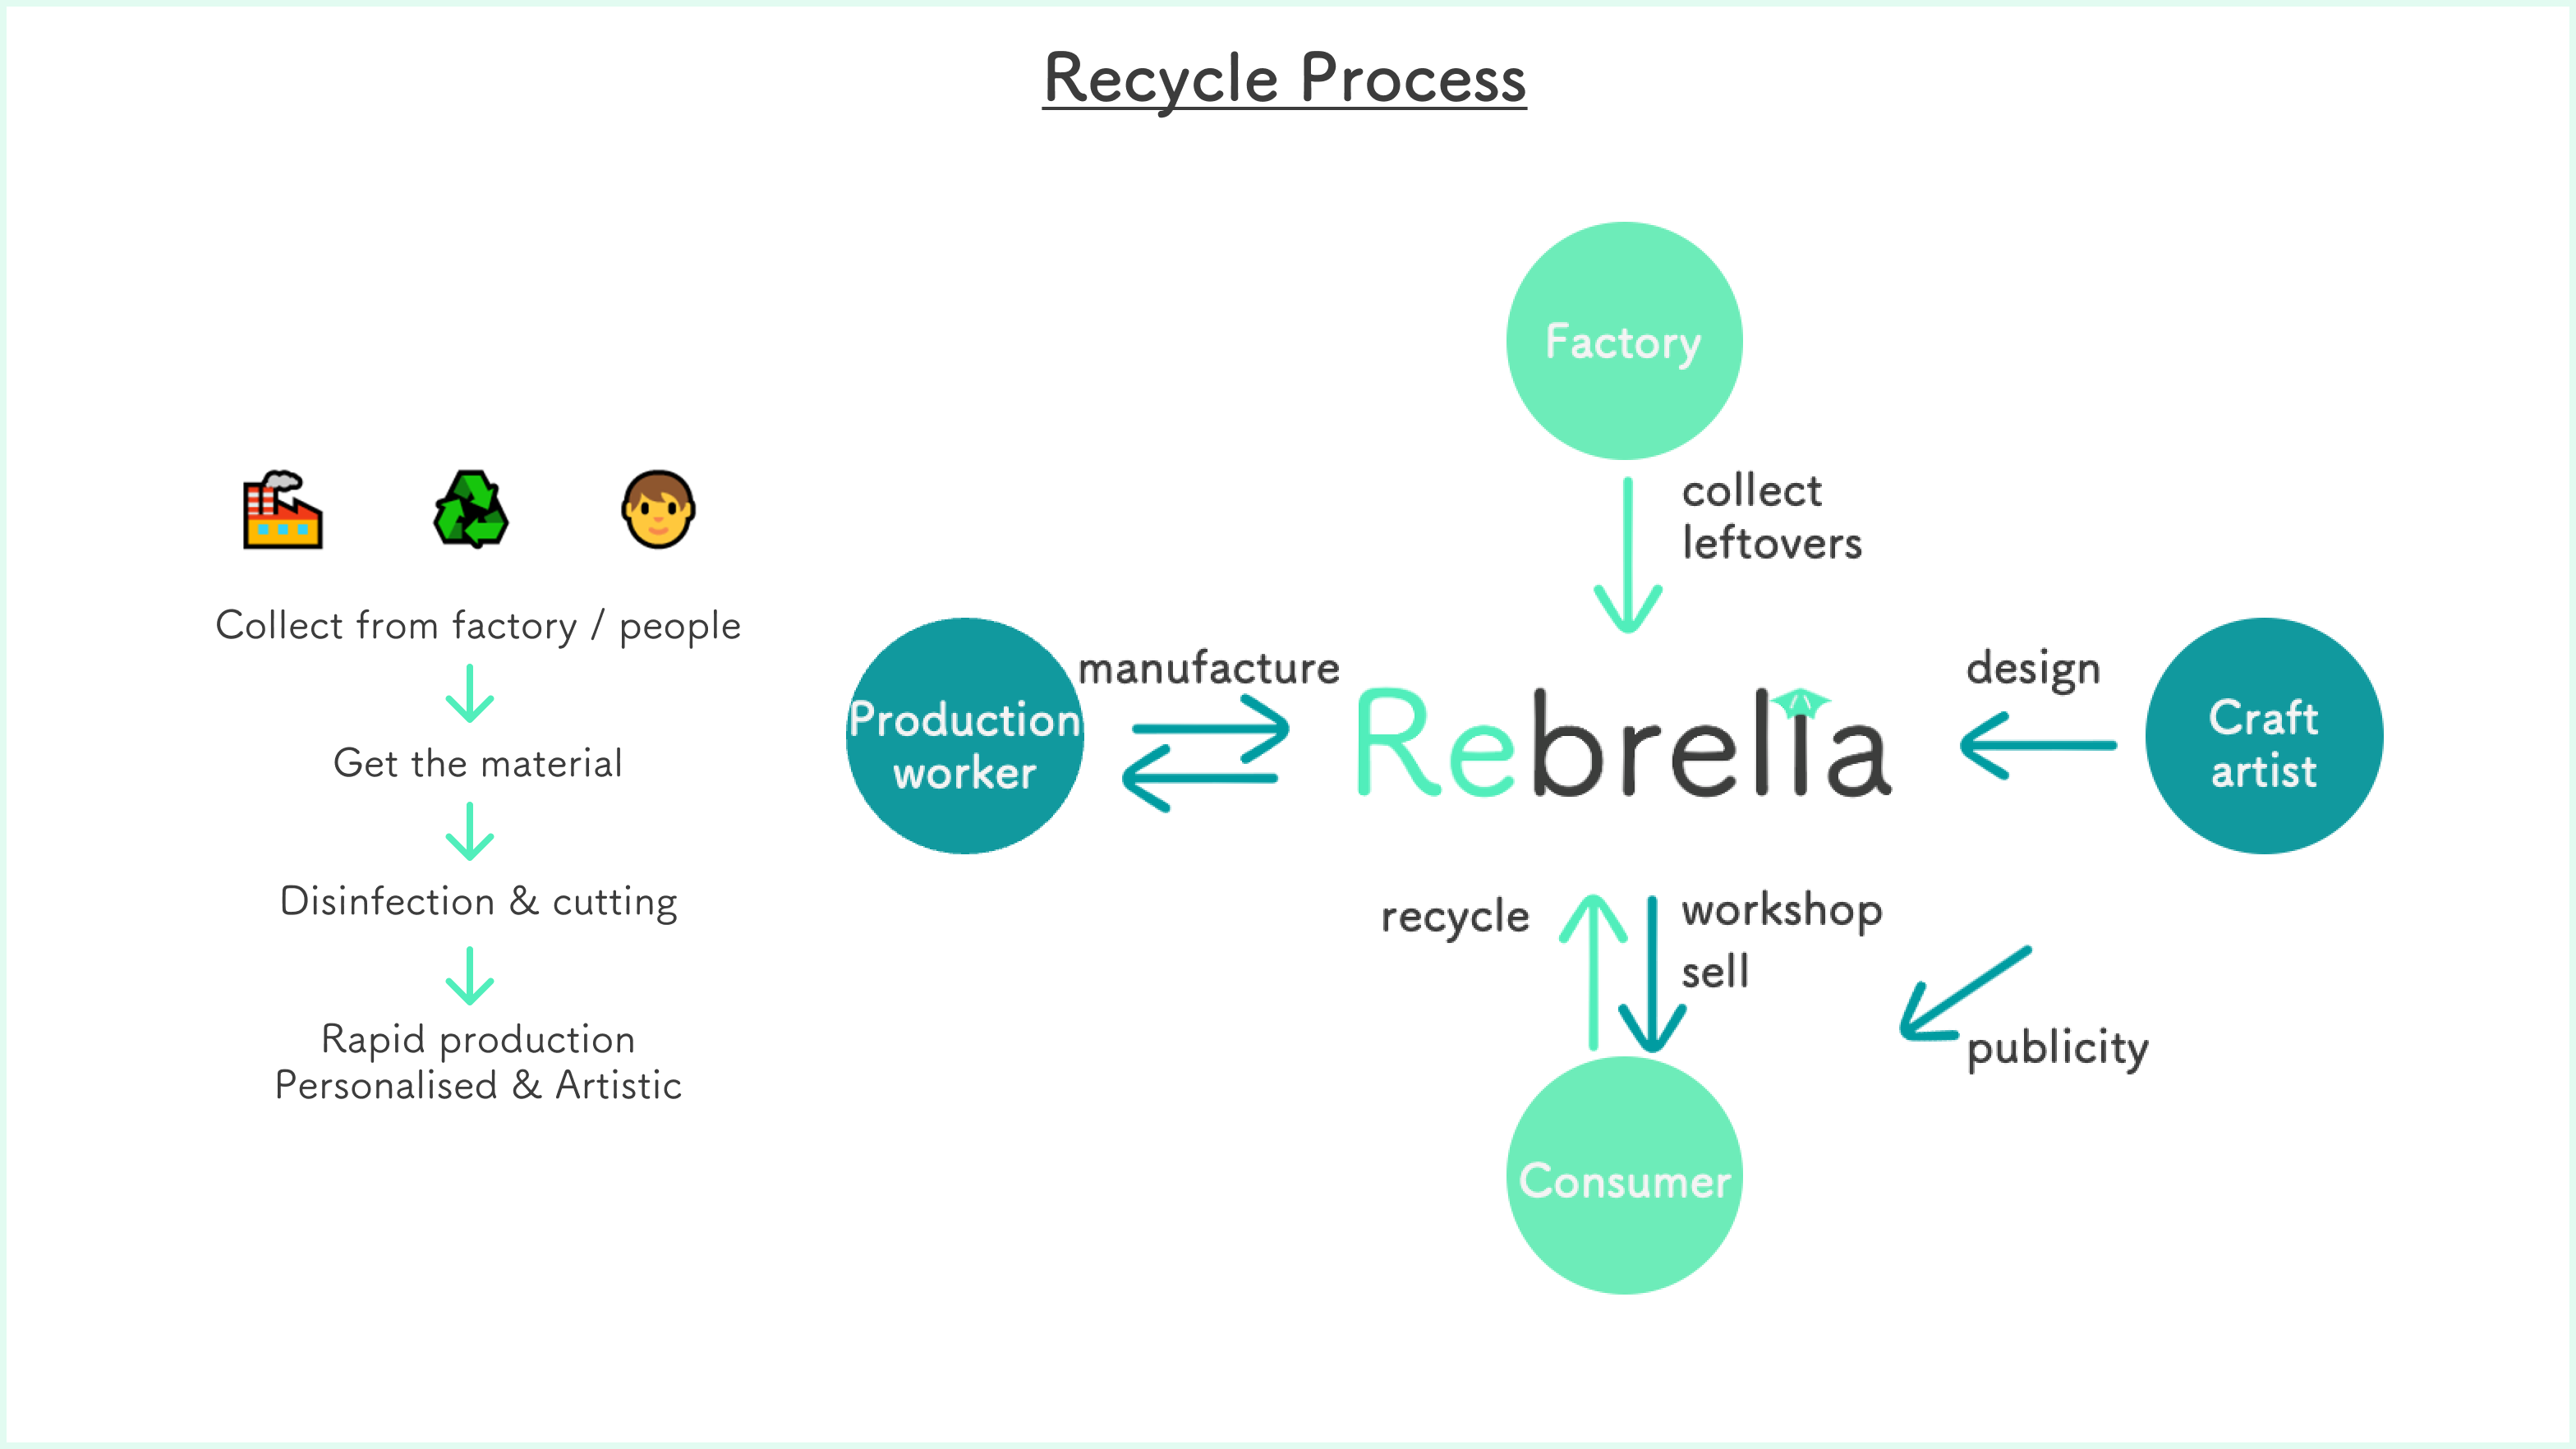 Recycle Process
Collect from factory / people
Get the material
Disinfection & cutting
Rapid production
Personalised & Artistic
Factory
collect
leftovers
Production
worker
manufacture
Rebrella
design
Craft
artist
recycle
workshop
sell
publicity
Consumer